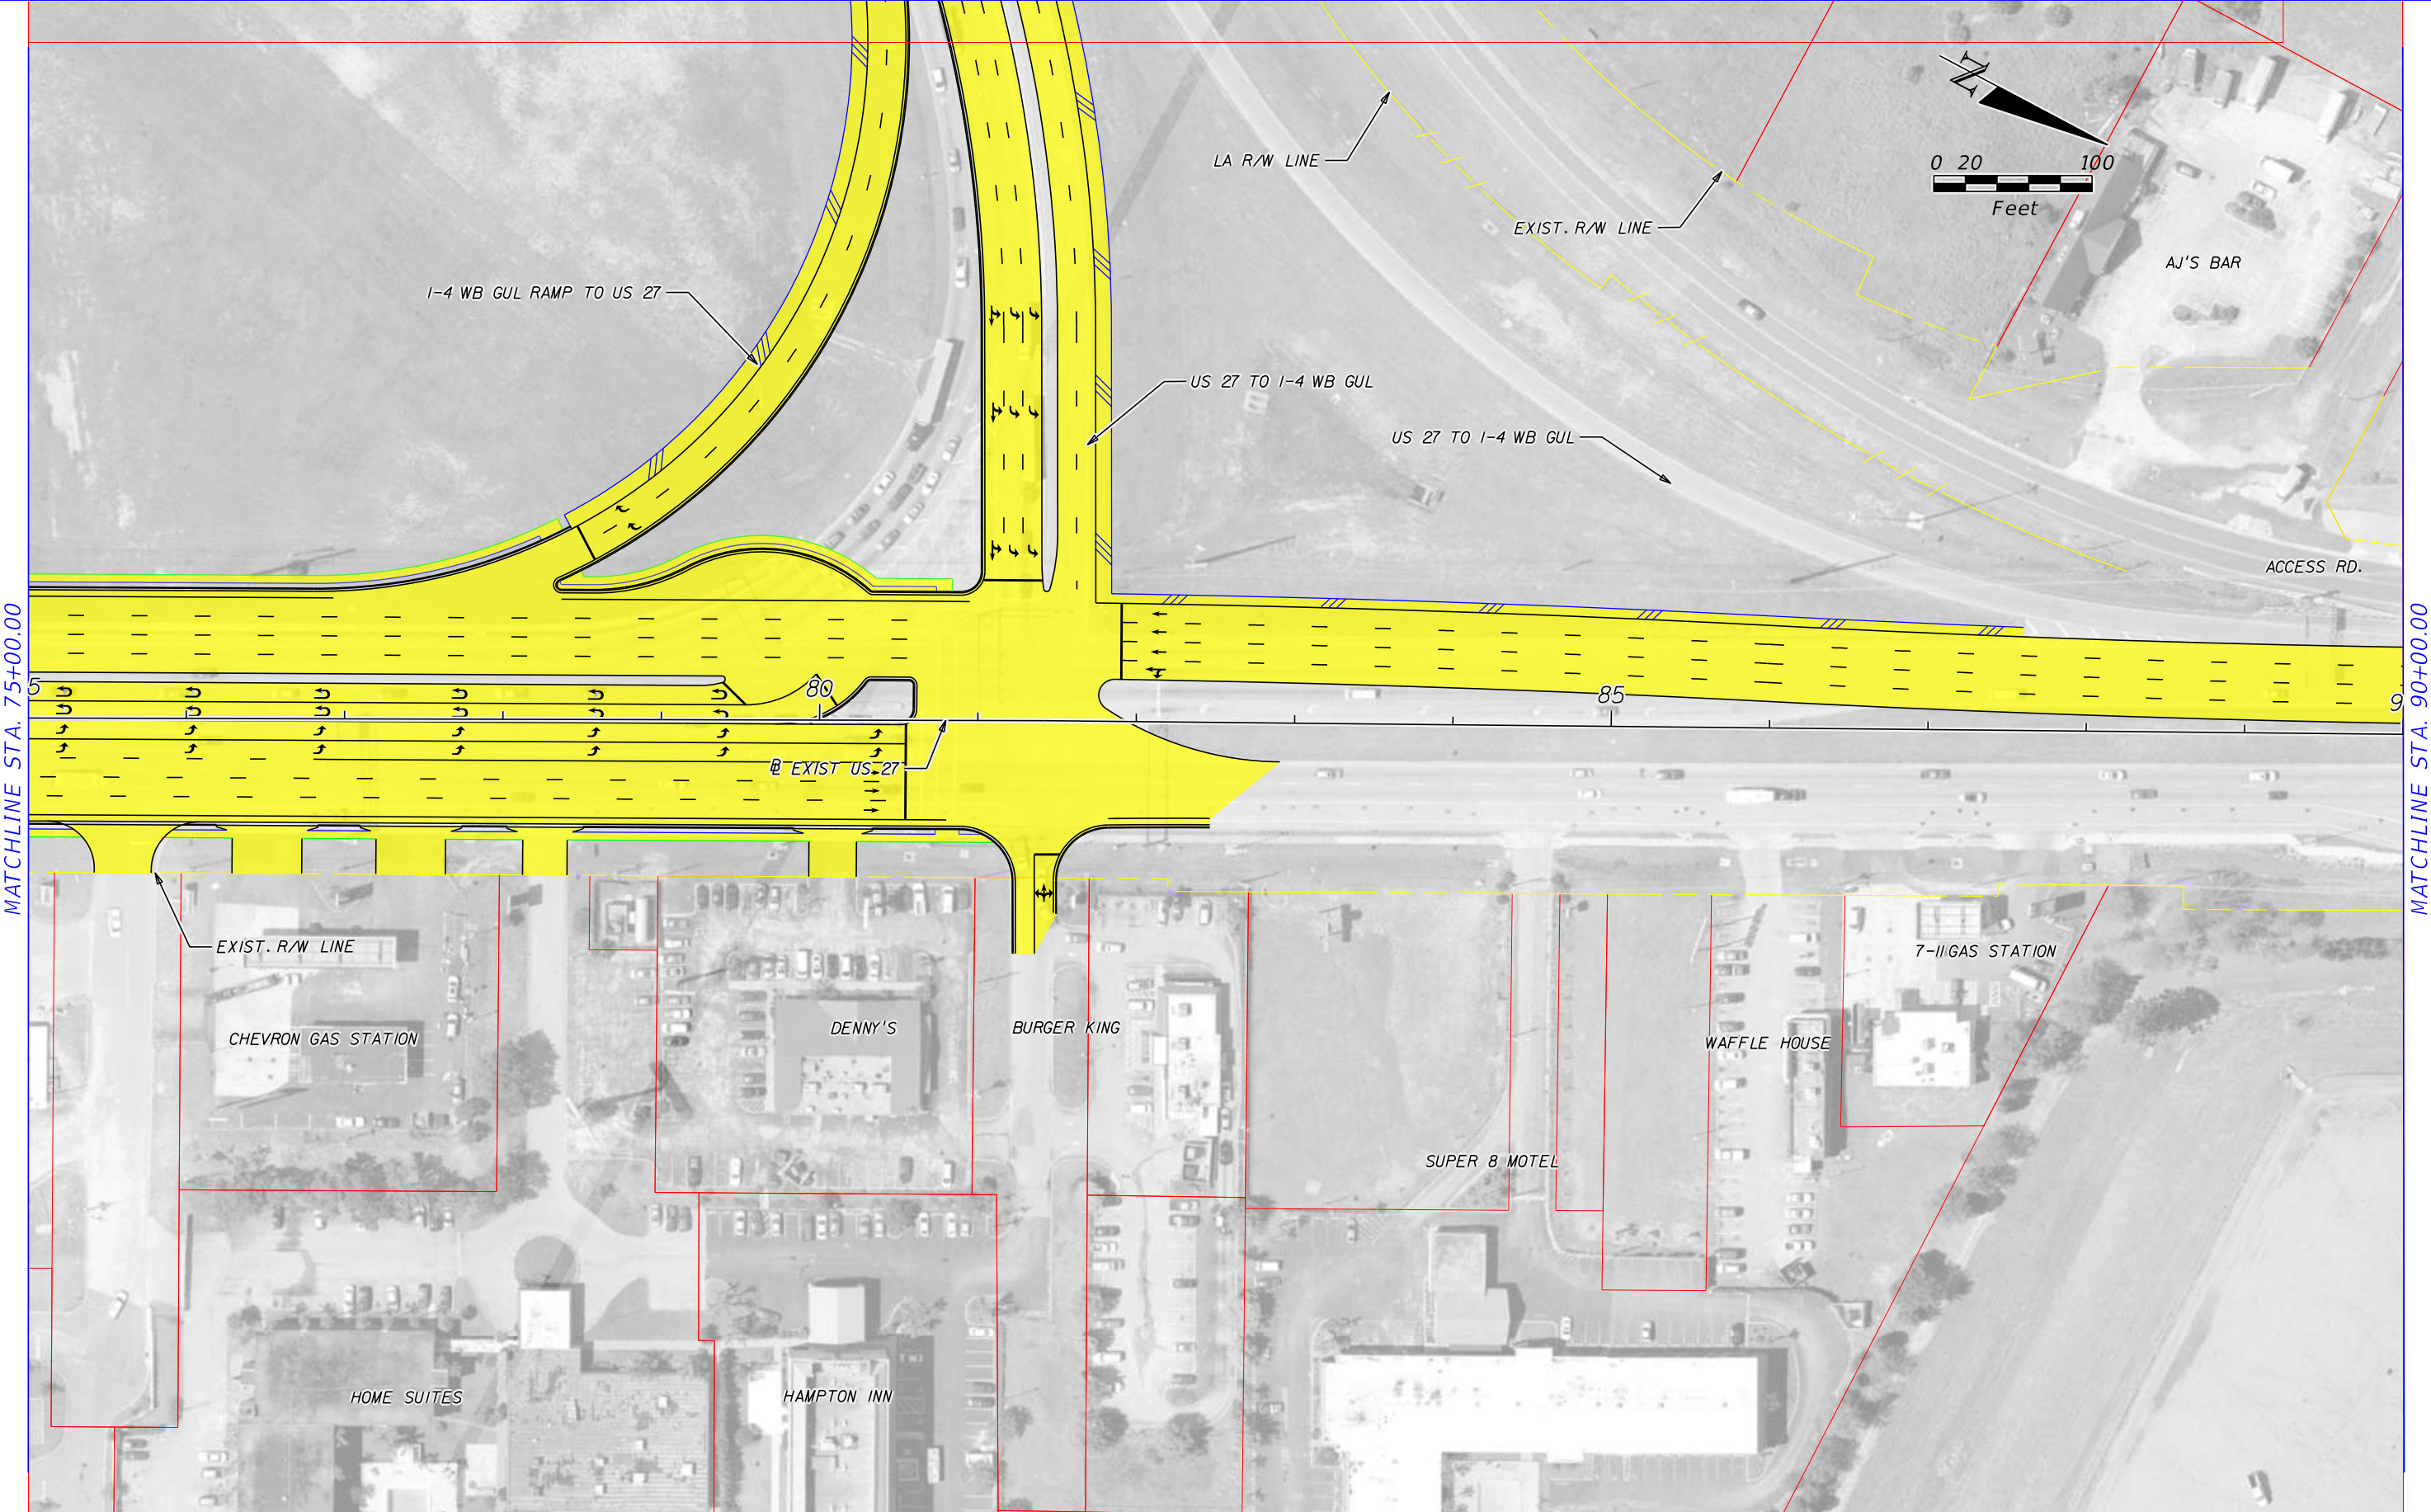 N
0 20 100
Feet
LA R/W LINE
EXIST. R/W LINE
AJ'S BAR
I-4 WB GUL RAMP TO US 27
US 27 TO I-4 WB GUL
US 27 TO I-4 WB GUL
ACCESS RD.
MATCHLINE STA. 75+00.00
MATCHLINE STA. 90+00.00
5
80
85
9
EXIST US 27
EXIST. R/W LINE
7-11 GAS STATION
CHEVRON GAS STATION
DENNY'S
BURGER KING
WAFFLE HOUSE
SUPER 8 MOTEL
HOME SUITES
HAMPTON INN